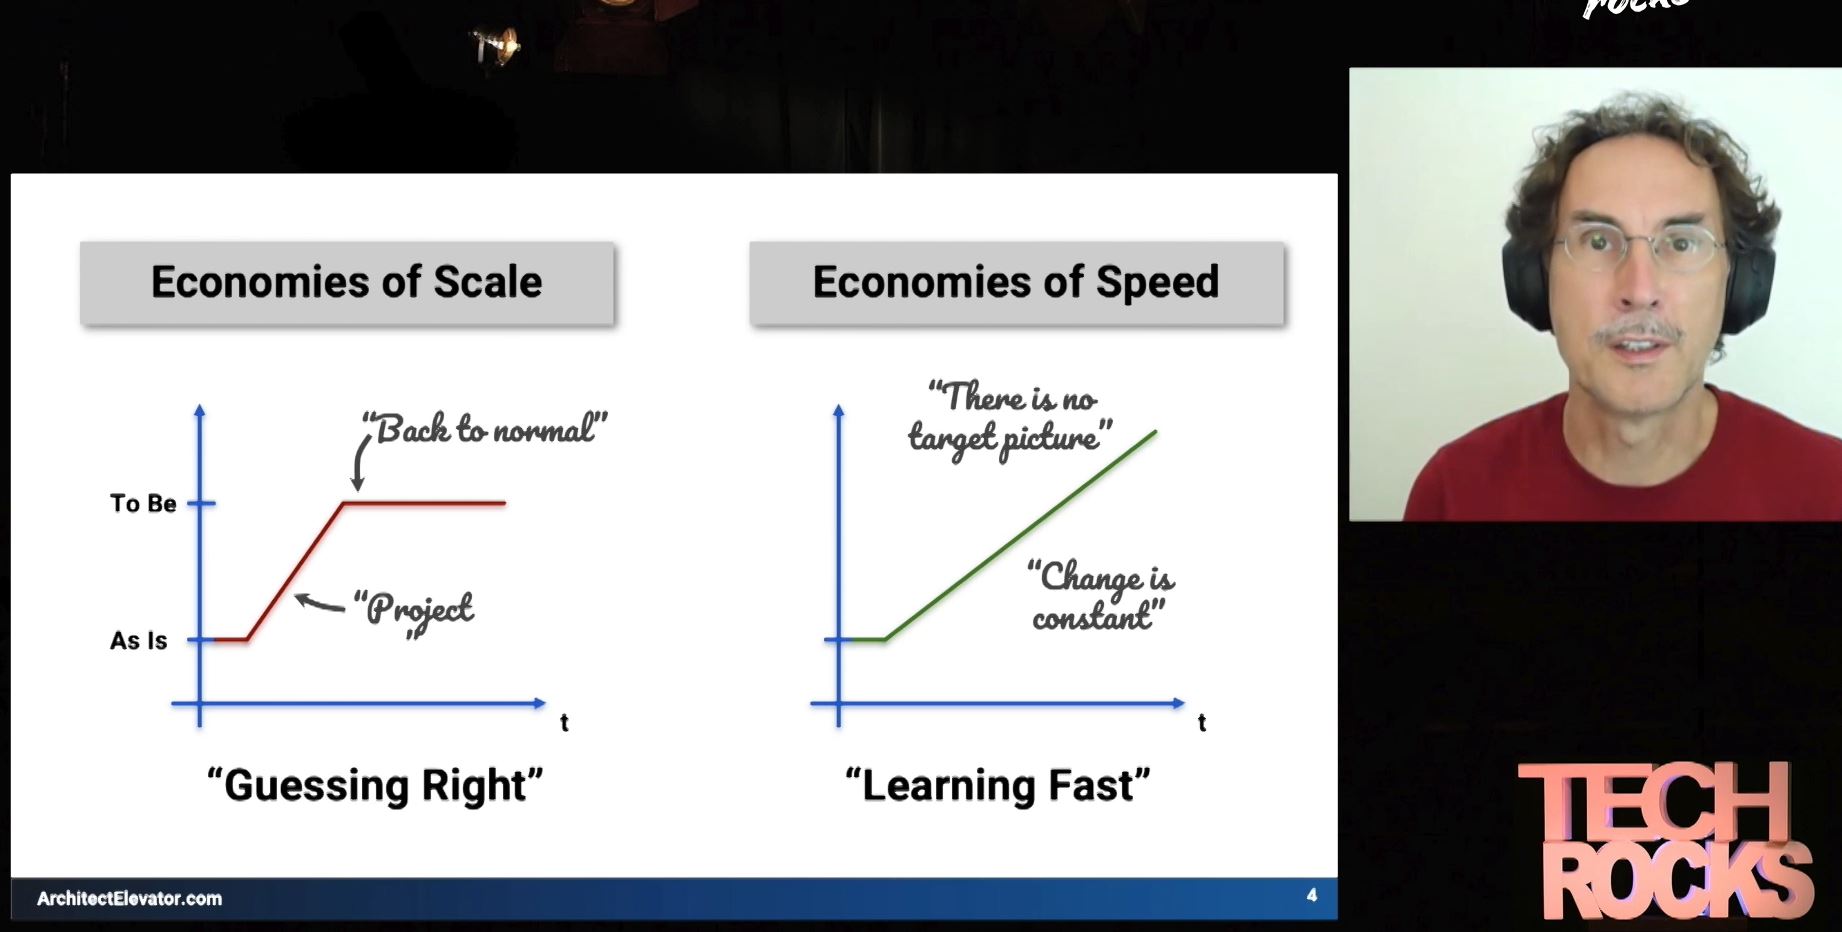 rocks
Economies of Scale
Economies of Speed
“Back to normal”
To Be
“Project
”
As Is
t
“Guessing Right”
“There is no
target picture”
“Change is
constant”
t
“Learning Fast”
ArchitectElevator.com
4
TECH
ROCKS